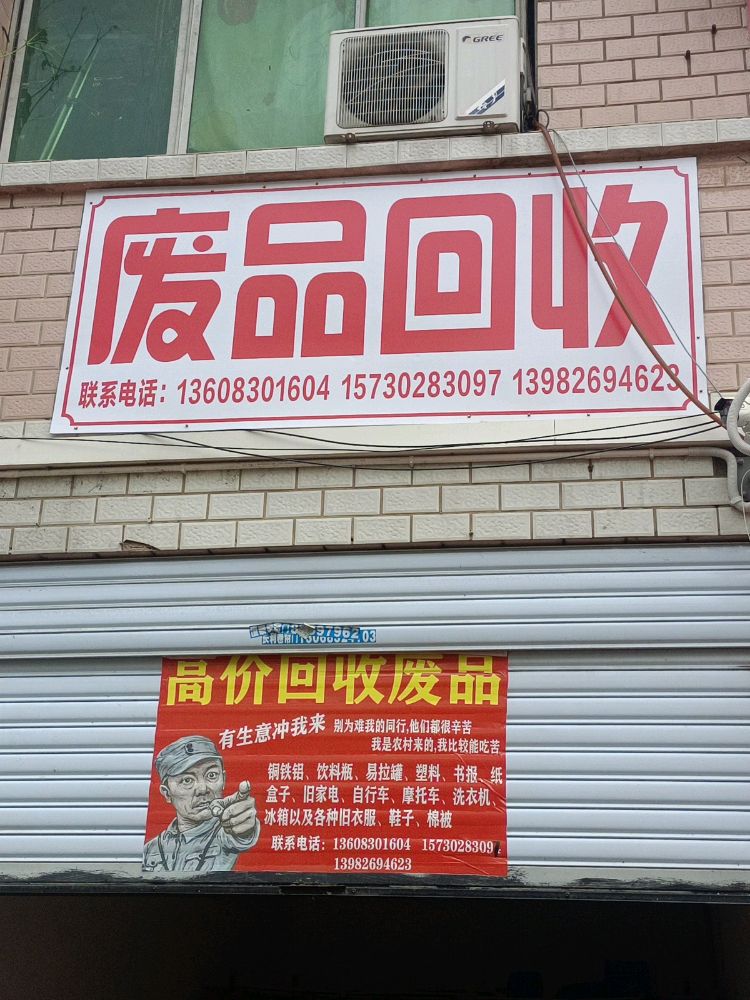 GREE
废品回收
联系电话：13608301604 15730283097 13982694623
高价回收废品
有生意冲我来 别为难我的同行,他们都很辛苦
我是农村来的,我比较能吃苦
铜铁铝、饮料瓶、易拉罐、塑料、书报、纸
盒子、旧家电、自行车、摩托车、洗衣机、
冰箱以及各种旧衣服、鞋子、棉被
联系电话：13608301604 15730283097
13982694623